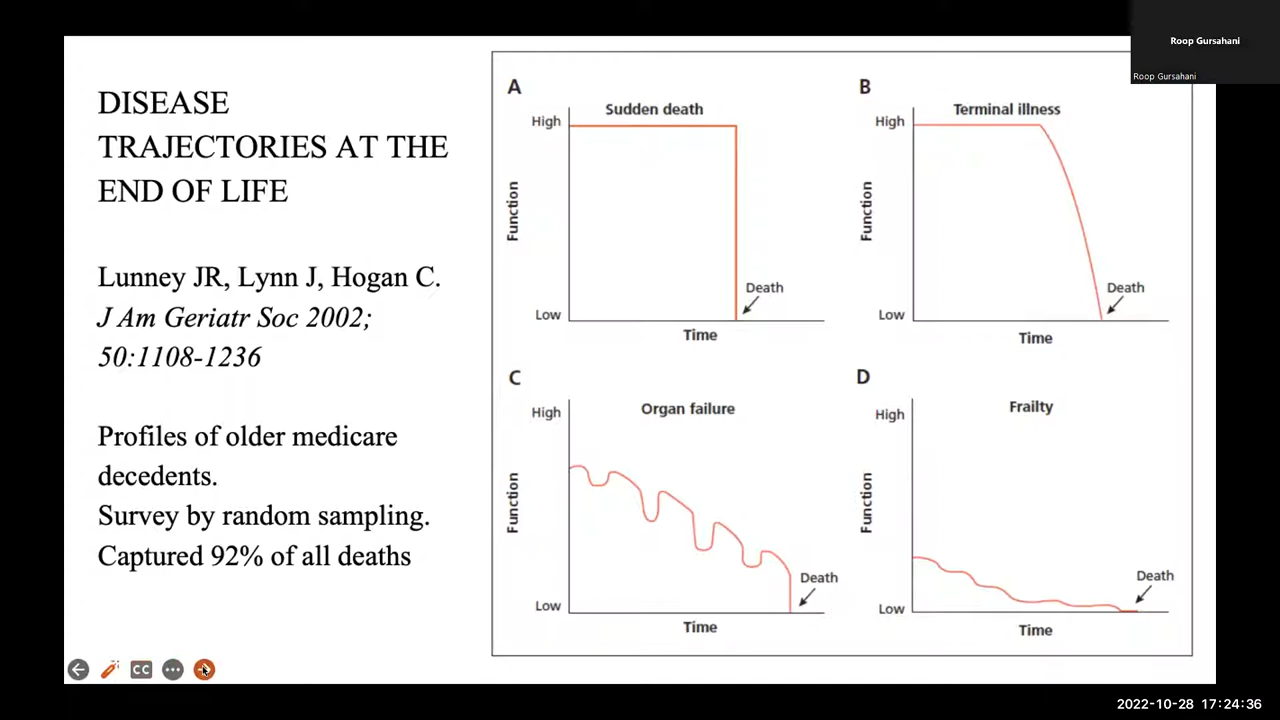 Roop Gursahani
Roop Gursahani
DISEASE
TRAJECTORIES AT THE
END OF LIFE
Lunney JR, Lynn J, Hogan C.
J Am Geriatr Soc 2002;
50:1108-1236
Profiles of older medicare
decedents.
Survey by random sampling.
Captured 92% of all deaths
A
Sudden death
High
Function
Low
Death
Time
B
Terminal illness
High
Function
Low
Death
Time
C
Organ failure
High
Function
Low
Death
Time
D
Frailty
High
Function
Low
Death
Time
CC
2022-10-28 17:24:36